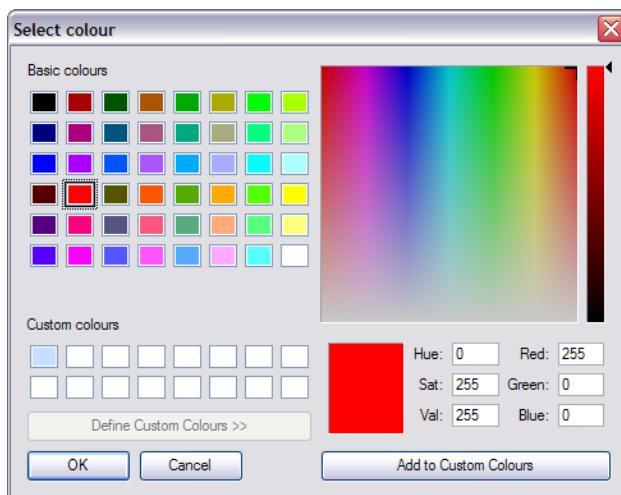 Select colour
Basic colours
Custom colours
Hue: 0 Red: 255
Sat: 255 Green: 0
Val: 255 Blue: 0
Define Custom Colours >>
OK Cancel Add to Custom Colours